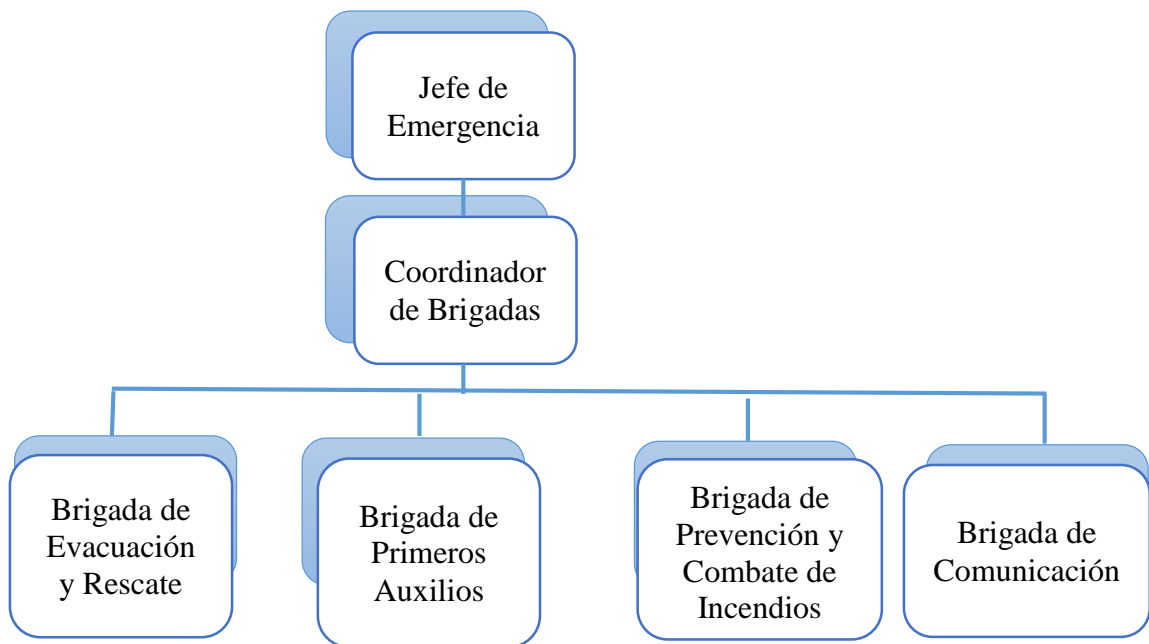 Jefe de
Emergencia
Coordinador
de Brigadas
Brigada de
Evacuación
y Rescate
Brigada de
Primeros
Auxilios
Brigada de
Prevención y
Combate de
Incendios
Brigada de
Comunicación